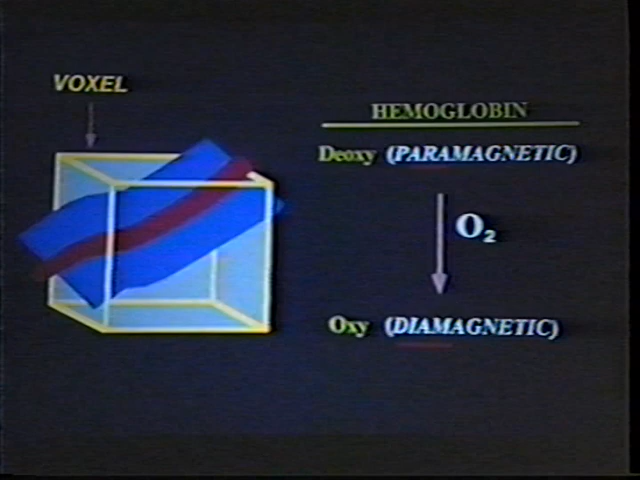 VOXEL
HEMOGLOBIN
Deoxy (PARAMAGNETIC)
O₂
Oxy (DIAMAGNETIC)